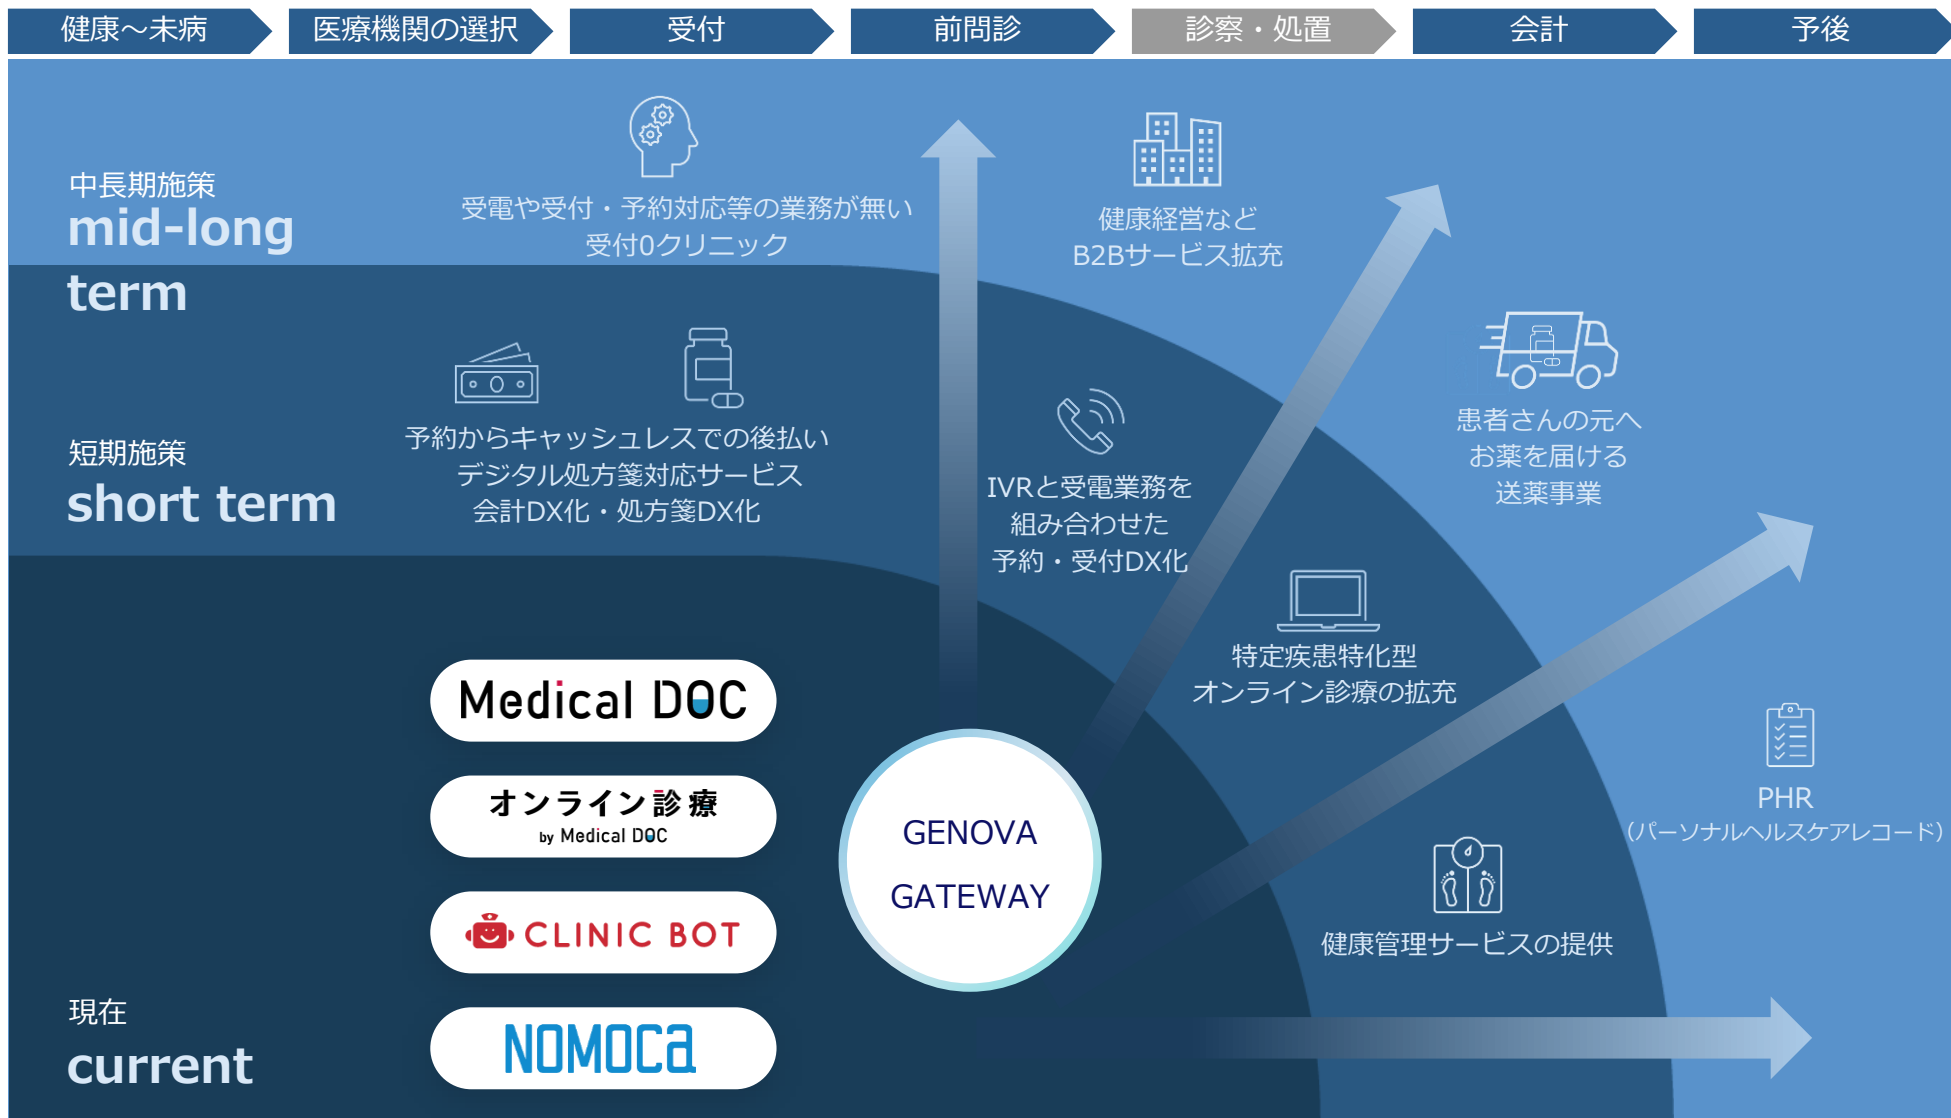 健康～未病
医療機関の選択
受付
前問診
診察・処置
会計
予後
中長期施策
mid-long
term
受電や受付・予約対応等の業務が無い
受付0クリニック
健康経営など
B2Bサービス拡充
患者さんの元へ
お薬を届ける
送薬事業
PHR
（パーソナルヘルスケアレコード）
短期施策
short term
予約からキャッシュレスでの後払い
デジタル処方箋対応サービス
会計DX化・処方箋DX化
IVRと受電業務を
組み合わせた
予約・受付DX化
特定疾患特化型
オンライン診療の拡充
健康管理サービスの提供
現在
current
Medical DOC
オンライン診療
by Medical DOC
CLINIC BOT
NOMOCa
GENOVA
GATEWAY